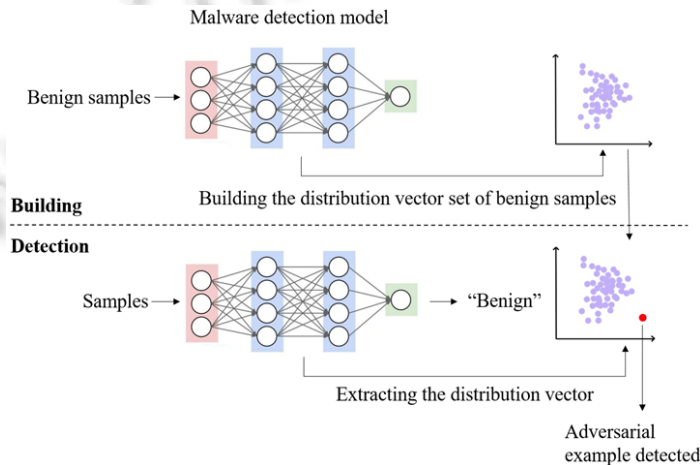 Malware detection model
Benign samples
Building the distribution vector set of benign samples
Building
Detection
Samples
“Benign”
Extracting the distribution vector
Adversarial
example detected